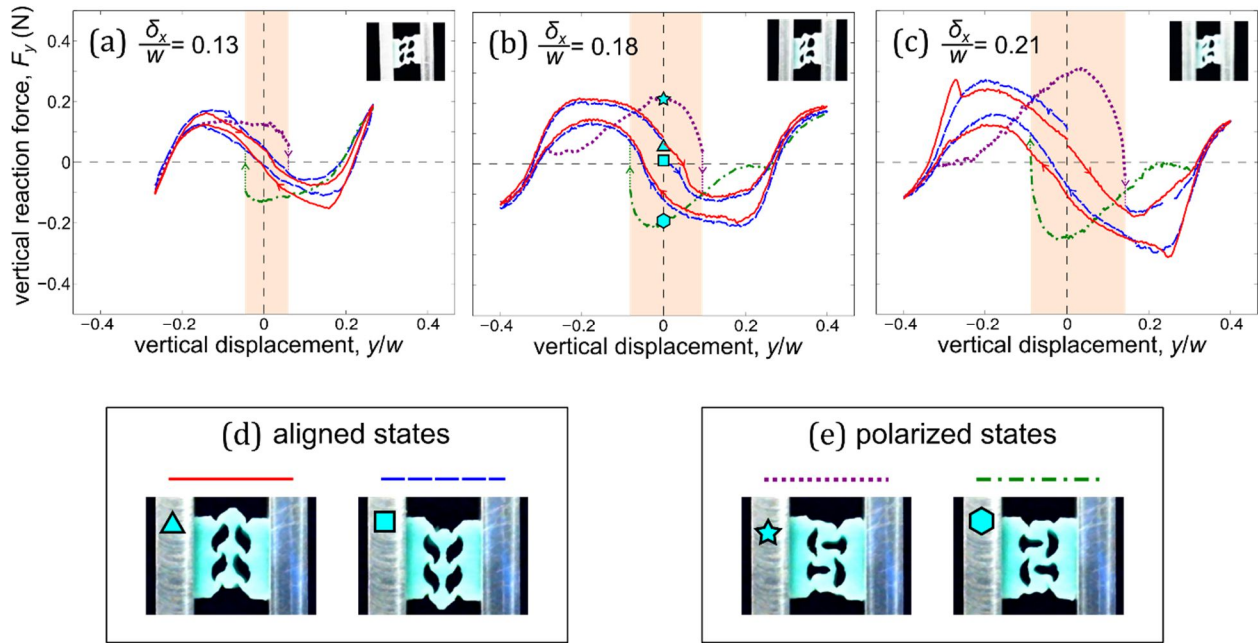 (a) δx/w = 0.13
(b) δx/w = 0.18
(c) δx/w = 0.21
vertical reaction force, Fy (N)
0.4
0.2
0
−0.2
−0.4
−0.4 −0.2 0 0.2 0.4
−0.4 −0.2 0 0.2 0.4
−0.4 −0.2 0 0.2 0.4
vertical displacement, y/w
vertical displacement, y/w
vertical displacement, y/w
(d) aligned states
(e) polarized states